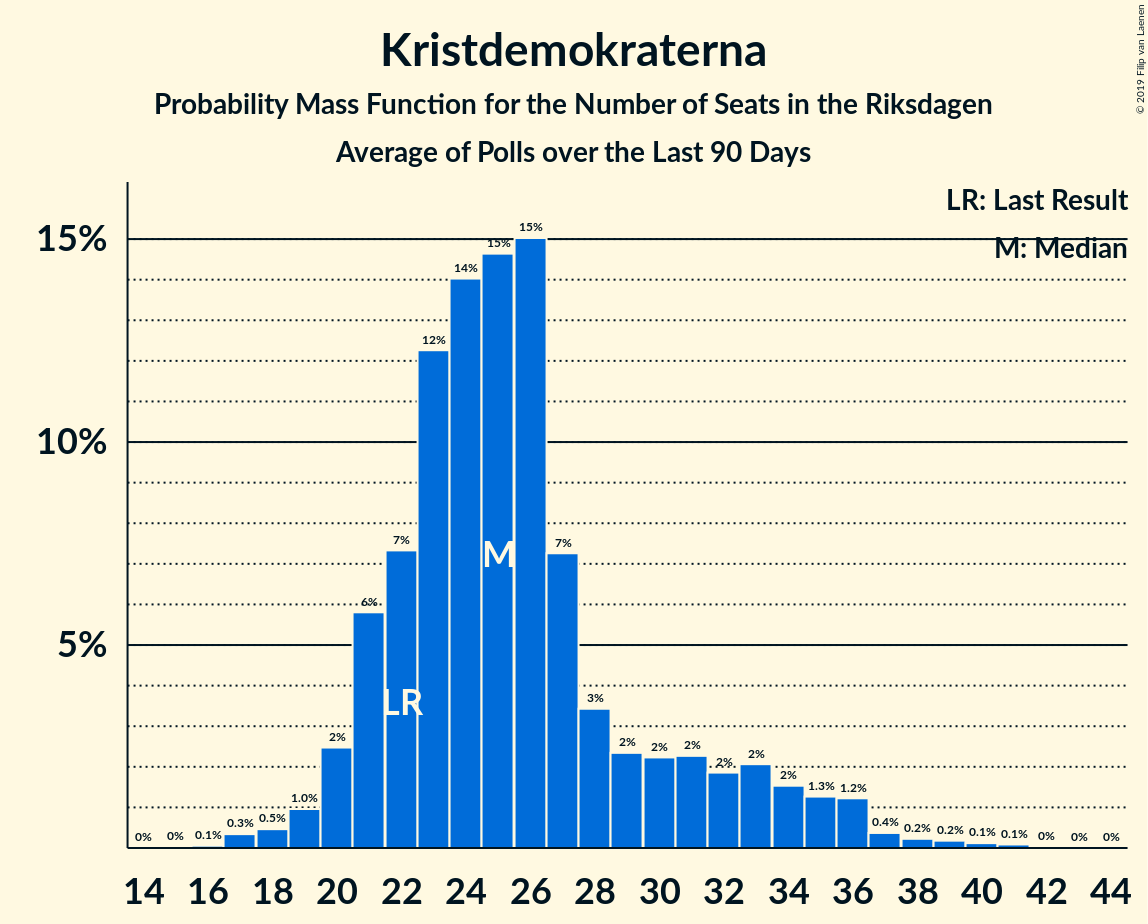 Kristdemokraterna
Probability Mass Function for the Number of Seats in the Riksdagen
Average of Polls over the Last 90 Days
© 2019 Filip van Laenen
LR: Last Result
M: Median
15%
10%
5%
0% 0% 0.1% 0.3% 0.5% 1.0% 2% 6% 7% 12% 14% 15% 15% 7% 3% 2% 2% 2% 2% 2% 2% 1.3% 1.2% 0.4% 0.2% 0.2% 0.1% 0.1% 0% 0% 0%
LR
M
14 16 18 20 22 24 26 28 30 32 34 36 38 40 42 44